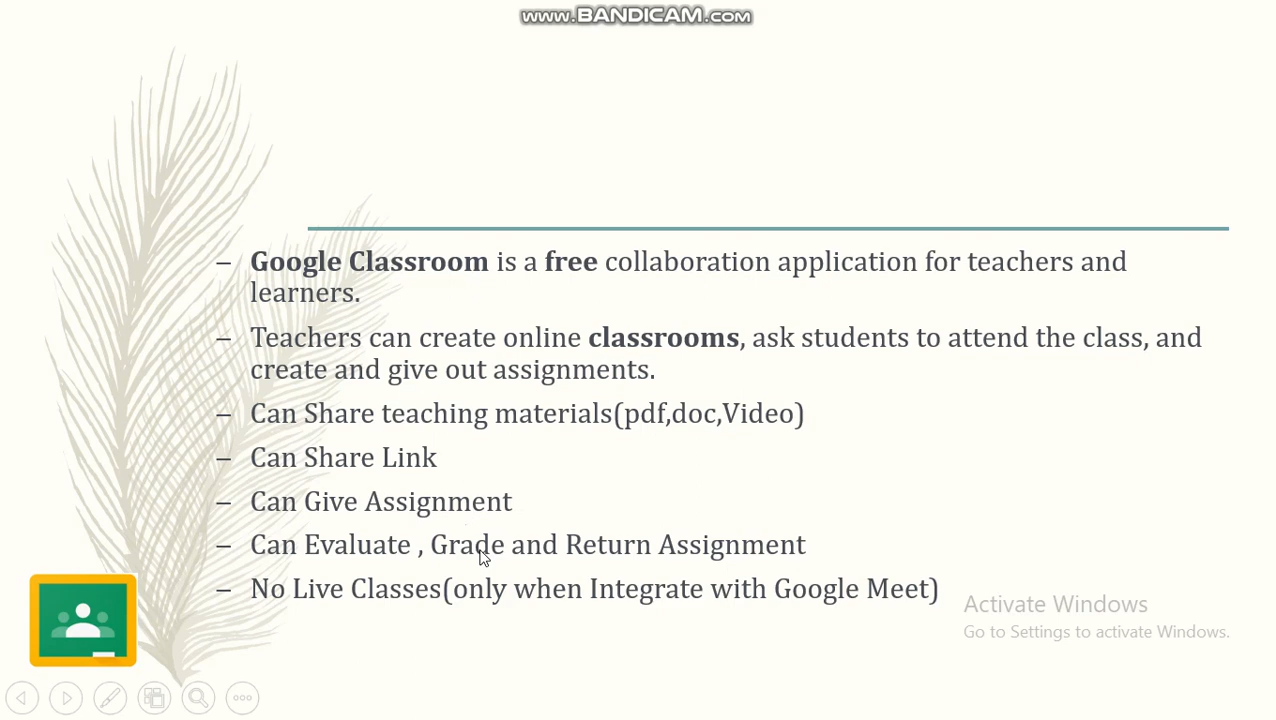 www.BANDICAM.com
– Google Classroom is a free collaboration application for teachers and
learners.
– Teachers can create online classrooms, ask students to attend the class, and
create and give out assignments.
– Can Share teaching materials(pdf,doc,Video)
– Can Share Link
– Can Give Assignment
– Can Evaluate , Grade and Return Assignment
– No Live Classes(only when Integrate with Google Meet)
Activate Windows
Go to Settings to activate Windows.